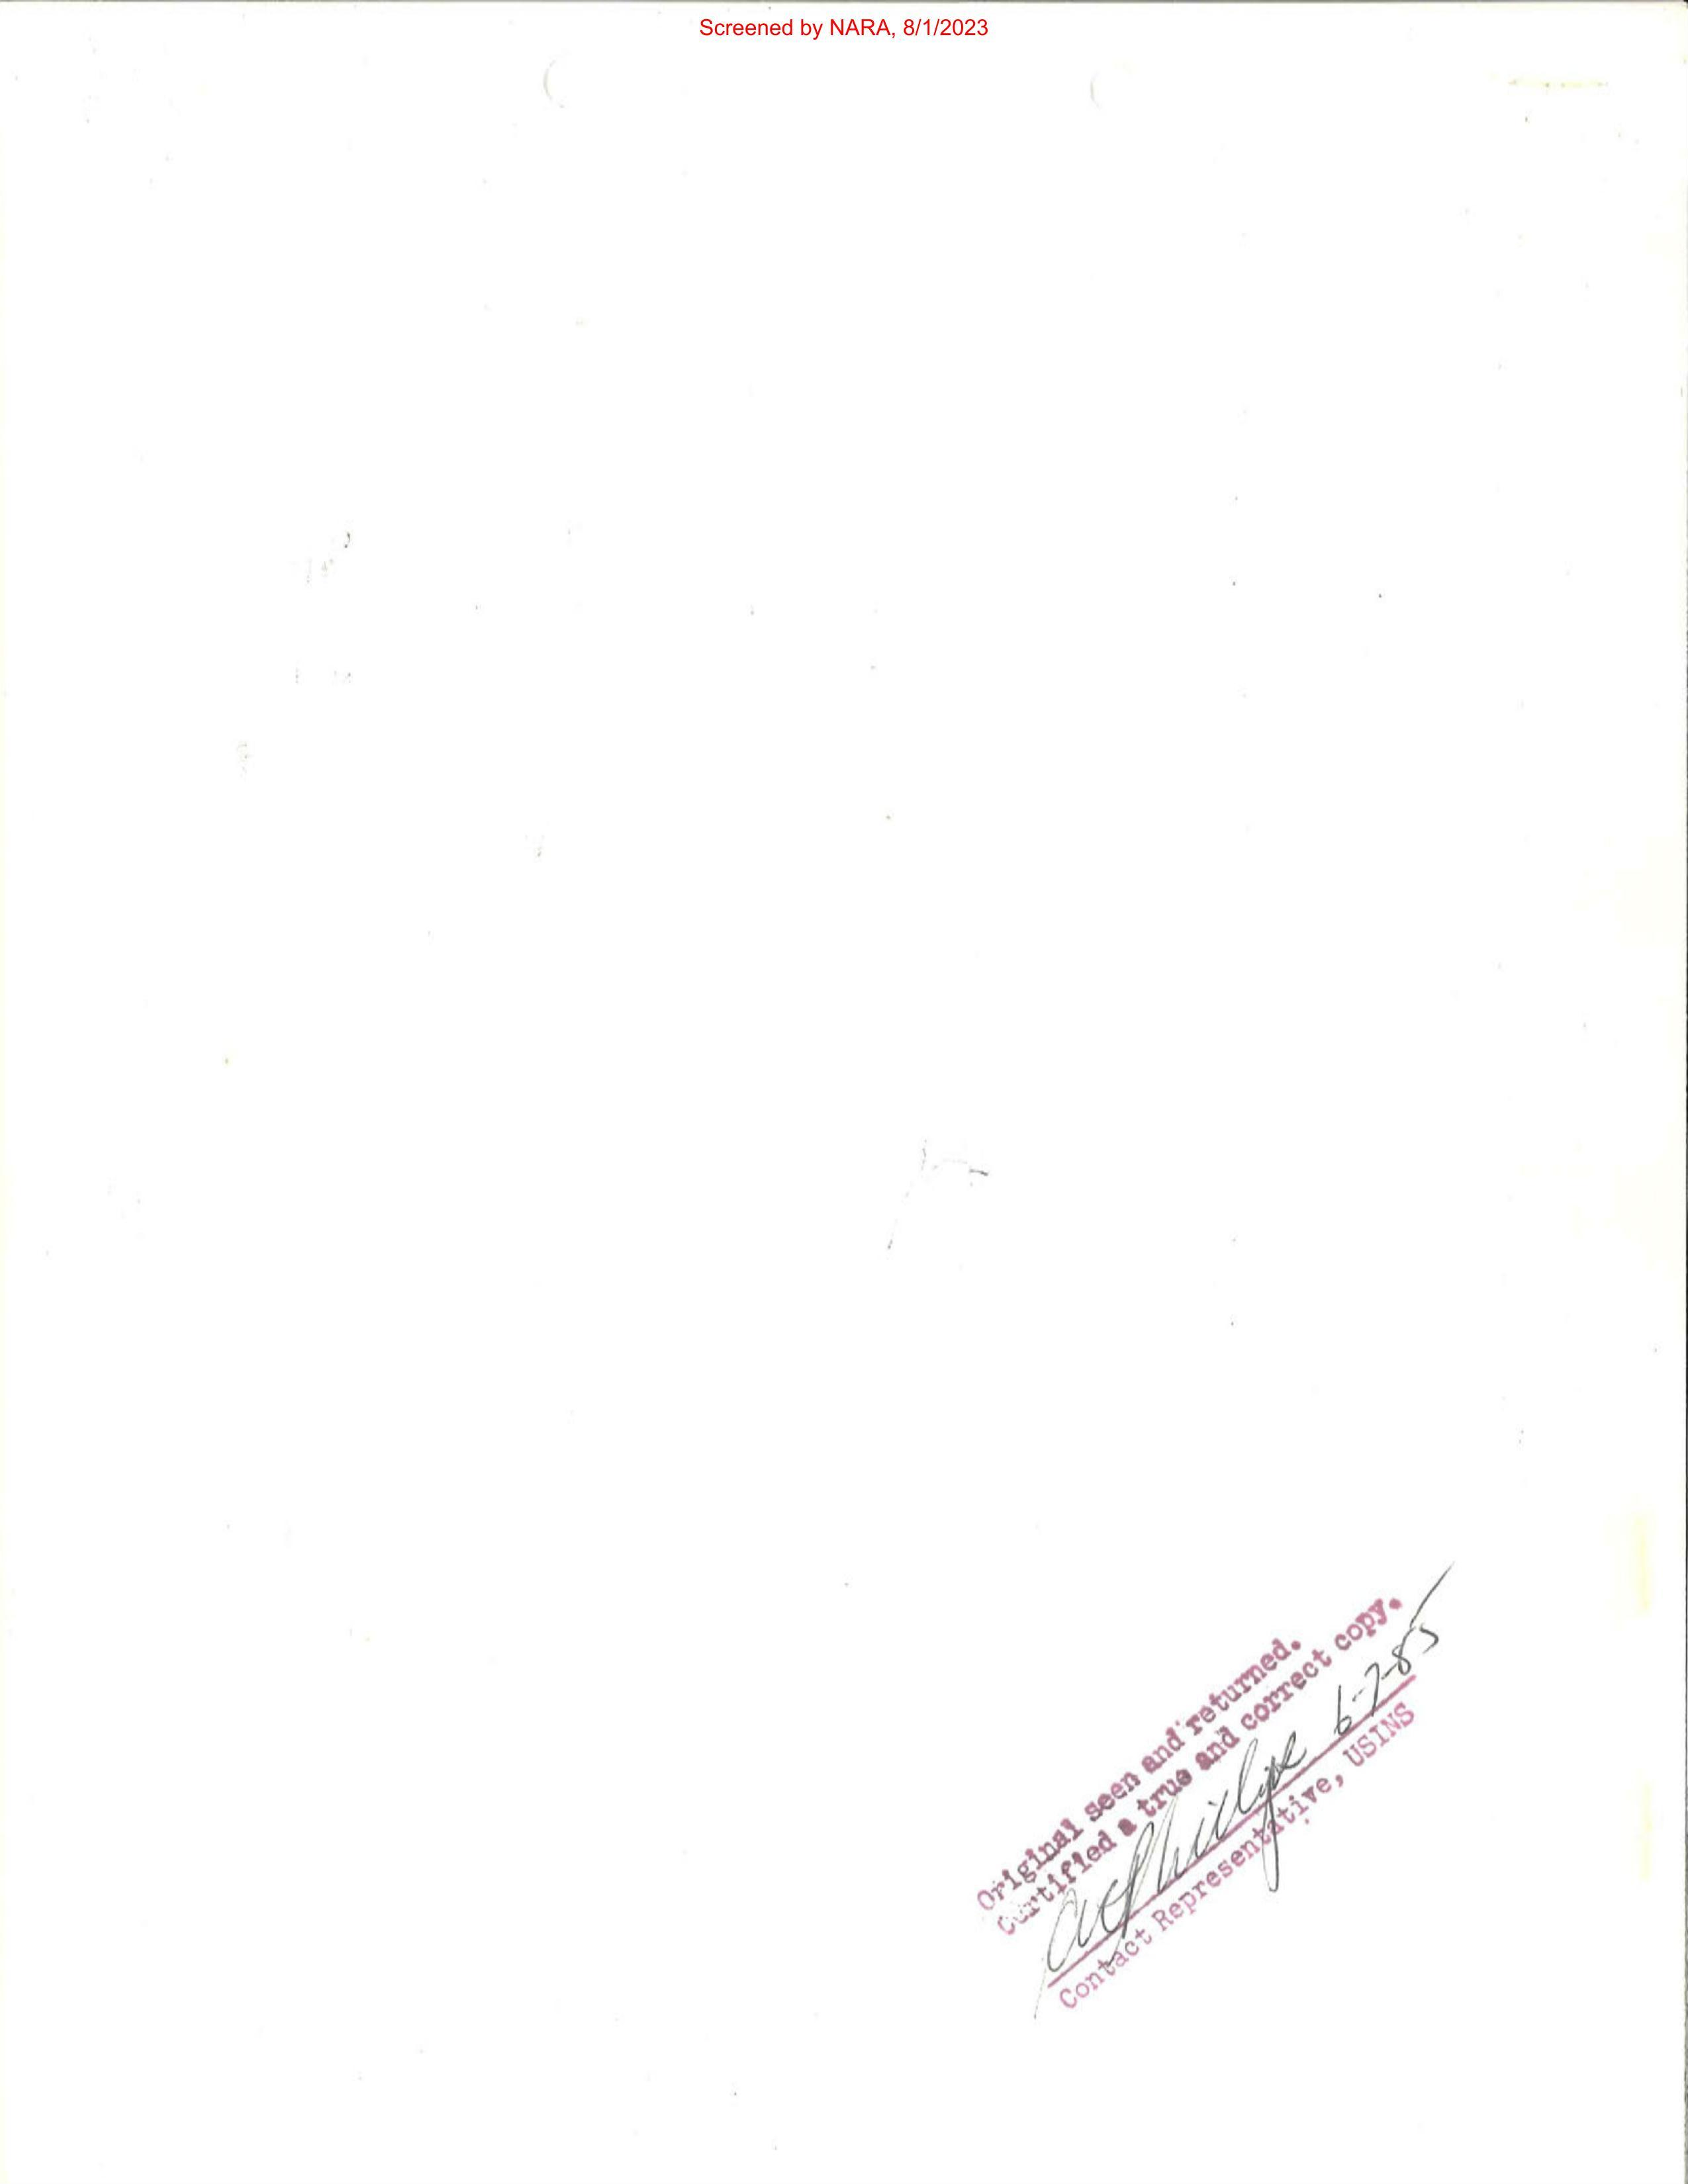 Screened by NARA, 8/1/2023
Original seen and returned.
Certified a true and correct copy.
6-7-85
Contact Representative, USINS